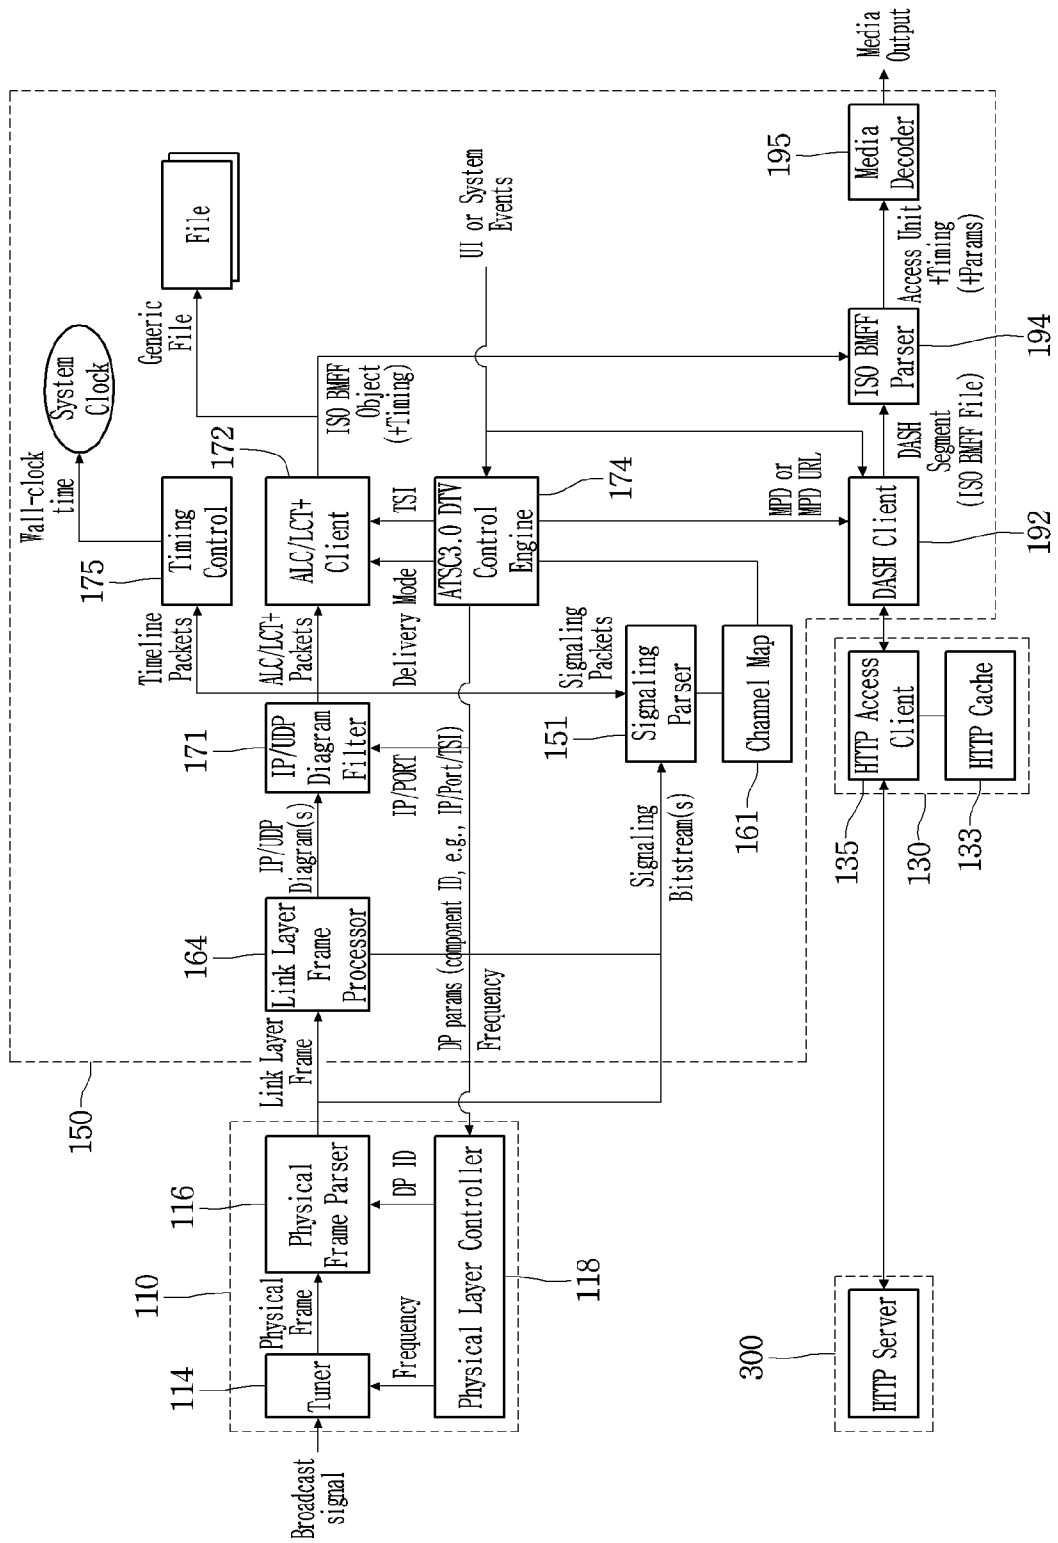 Broadcast
signal
114
Tuner
110
Physical
Frame
116
Physical
Frame Parser
Frequency
DP ID
Physical Layer Controller
118
150
Link Layer
Frame
164
Link Layer
Frame
Processor
IP/UDP
Diagram(s)
171
IP/UDP
Diagram
Filter
IP/PORT
DP params (component ID, e.g., IP/Port/TSI)
Frequency
Timeline
Packets
ALC/LCT+
Packets
Delivery Mode
TSI
175
Timing
Control
Wall-clock
time
System
Clock
172
ALC/LCT+
Client
Generic
File
File
ISO BMFF
Object
(+Timing)
ATSC3.0 DTV
Control
Engine
174
UI or System
Events
Signaling
Packets
151
Signaling
Parser
Signaling
Bitstream(s)
161
Channel Map
MPD or
MPD URL
300
HTTP Server
135
HTTP Access
Client
130
133
HTTP Cache
DASH Client
192
DASH
Segment
(ISO BMFF File)
ISO BMFF
Parser
194
Access Unit
+Timing
(+Params)
195
Media
Decoder
Media
Output